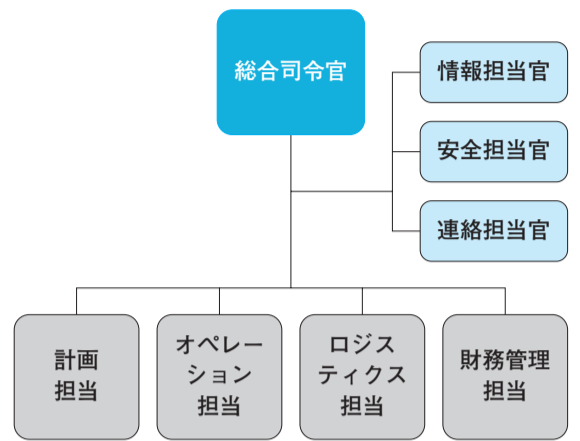 総合司令官
情報担当官
安全担当官
連絡担当官
計画
担当
オペレー
ション
担当
ロジス
ティクス
担当
財務管理
担当